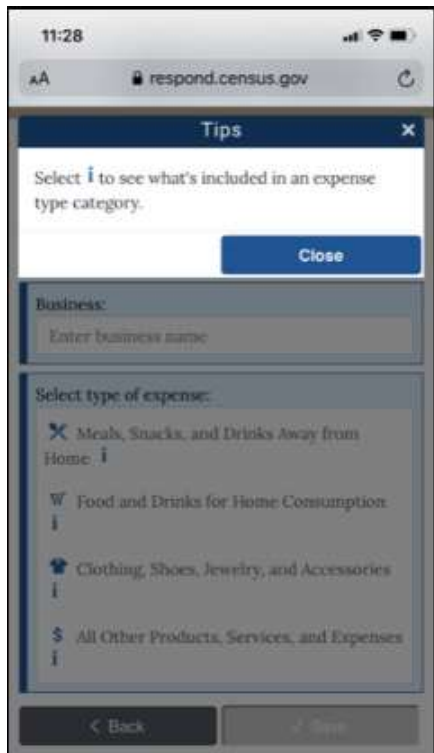 11:28
AA respond.census.gov
Tips ×
Select i to see what's included in an expense
type category.
Close
Business:
Enter business name
Select type of expense:
Meals, Snacks, and Drinks Away from
Home i
Food and Drinks for Home Consumption
i
Clothing, Shoes, Jewelry, and Accessories
i
$ All Other Products, Services, and Expenses
i
< Back ✓ Save